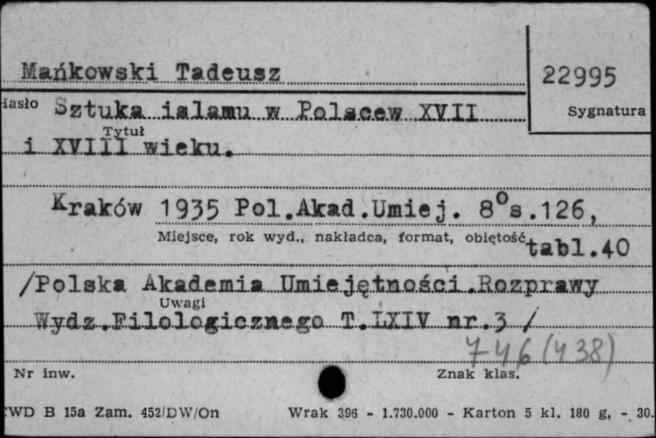 Mańkowski Tadeusz
22995
Hasło Sztuka islamu w Polscew XVII
Sygnatura
Tytuł
i XVIII wieku.
Kraków 1935 Pol.Akad.Umiej. 8°s.126,
Miejsce, rok wyd., nakładca, format, objętość
tabl.40
/Polska Akademia Umiejętności.Rozprawy
Uwagi
Wydz.Filologicznego T.LXIV nr.3 /
746(438)
Nr inw.
Znak klas.
CWD B 15a Zam. 452/DW/On Wrak 396 - 1.730.000 - Karton 5 kl. 180 g, - 30.